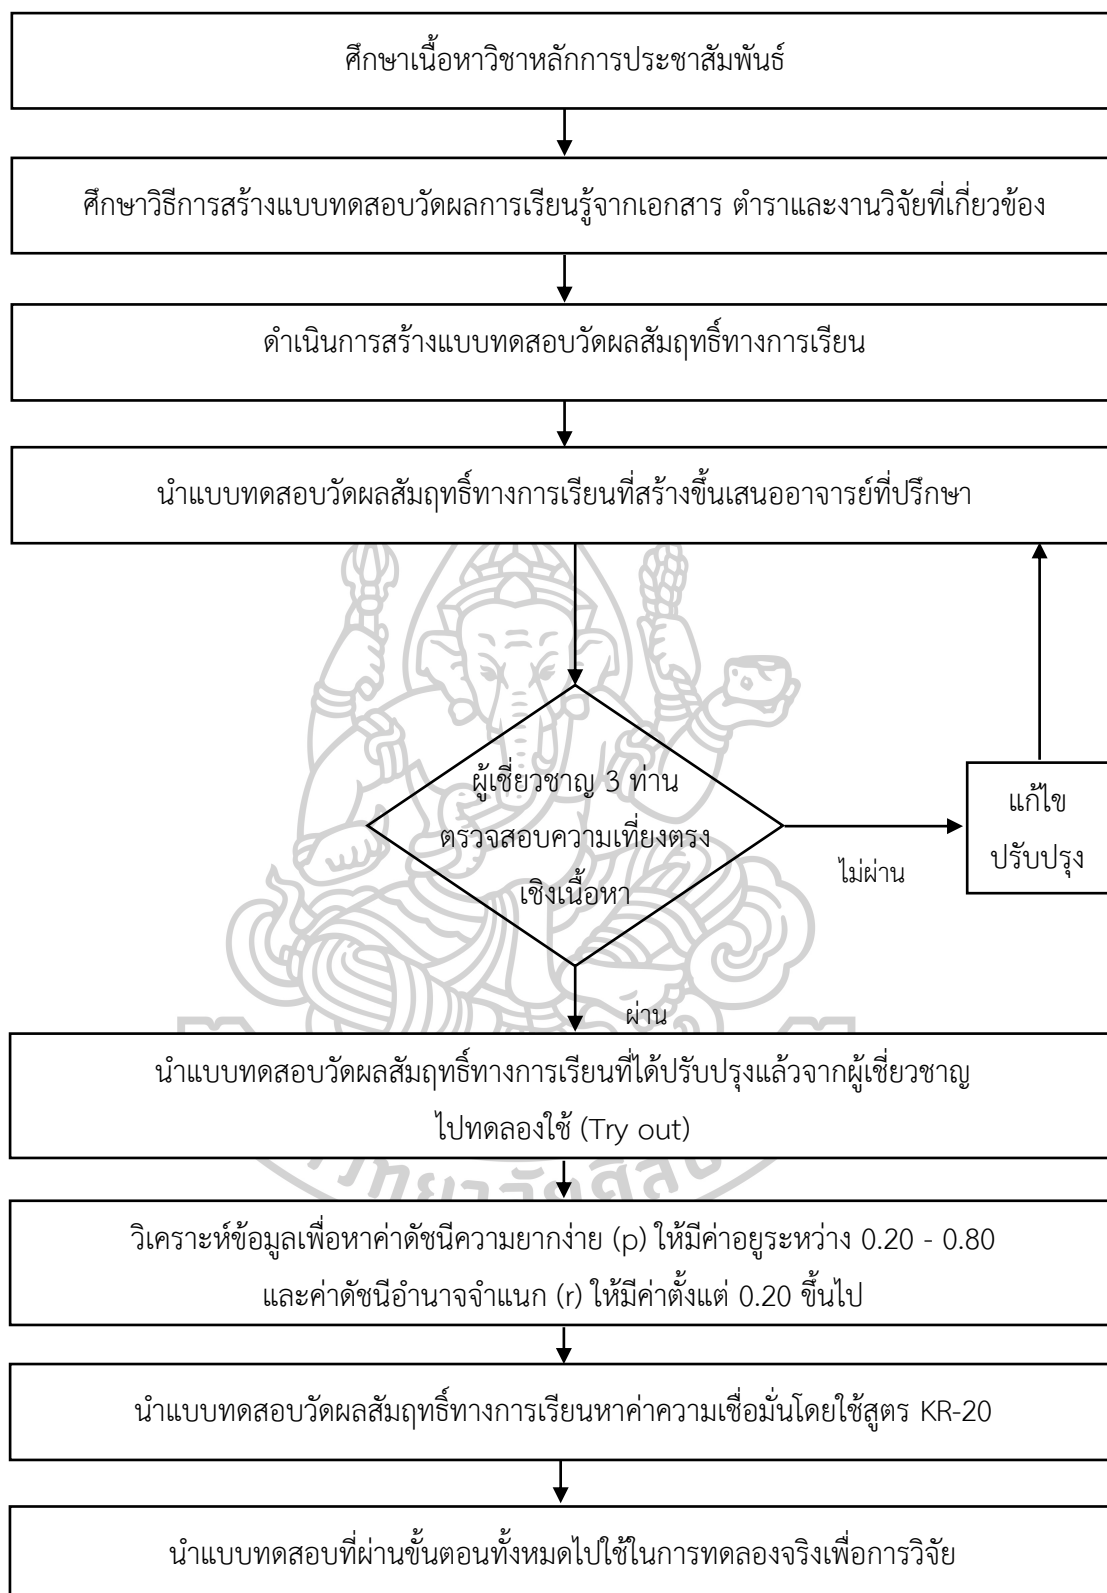 ศึกษาเนื้อหาวิชาหลักการประชาสัมพันธ์
ศึกษาวิธีการสร้างแบบทดสอบวัดผลการเรียนรู้จากเอกสาร ตำราและงานวิจัยที่เกี่ยวข้อง
ดำเนินการสร้างแบบทดสอบวัดผลสัมฤทธิ์ทางการเรียน
นำแบบทดสอบวัดผลสัมฤทธิ์ทางการเรียนที่สร้างขึ้นเสนออาจารย์ที่ปรึกษา
ผู้เชี่ยวชาญ 3 ท่าน
ตรวจสอบความเที่ยงตรง
เชิงเนื้อหา
ไม่ผ่าน
แก้ไข
ปรับปรุง
ผ่าน
นำแบบทดสอบวัดผลสัมฤทธิ์ทางการเรียนที่ได้ปรับปรุงแล้วจากผู้เชี่ยวชาญ
ไปทดลองใช้ (Try out)
วิเคราะห์ข้อมูลเพื่อหาค่าดัชนีความยากง่าย (p) ให้มีค่าอยู่ระหว่าง 0.20 - 0.80
และค่าดัชนีอำนาจจำแนก (r) ให้มีค่าตั้งแต่ 0.20 ขึ้นไป
นำแบบทดสอบวัดผลสัมฤทธิ์ทางการเรียนหาค่าความเชื่อมั่นโดยใช้สูตร KR-20
นำแบบทดสอบที่ผ่านขั้นตอนทั้งหมดไปใช้ในการทดลองจริงเพื่อการวิจัย